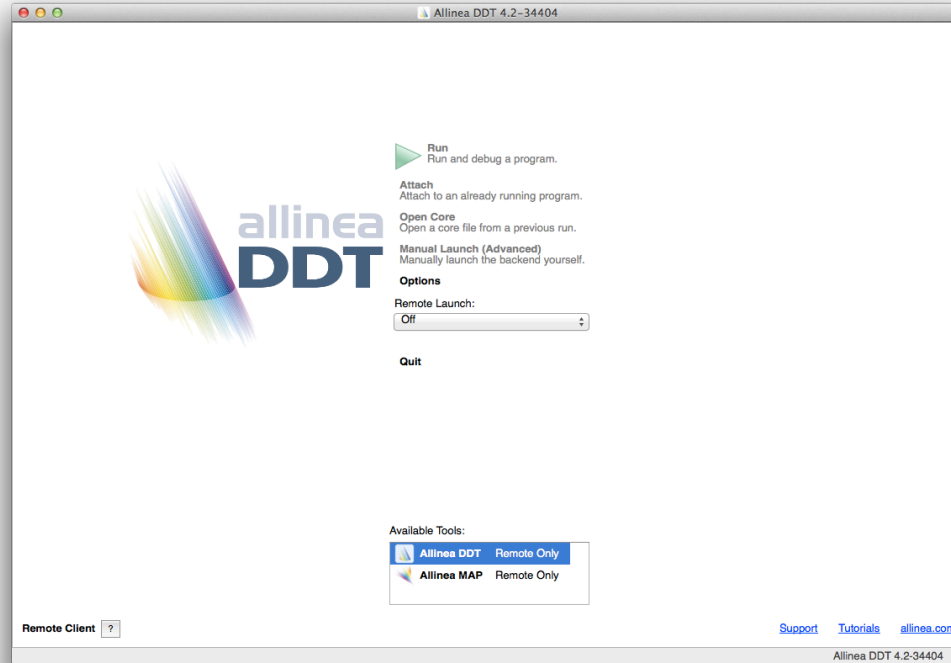 Allinea DDT 4.2-34404
Run
Run and debug a program.
Attach
Attach to an already running program.
Open Core
Open a core file from a previous run.
Manual Launch (Advanced)
Manually launch the backend yourself.
allinea
DDT
Options
Remote Launch:
Off
Quit
Available Tools:
Allinea DDT Remote Only
Allinea MAP Remote Only
Remote Client ? Support Tutorials allinea.com
Allinea DDT 4.2-34404